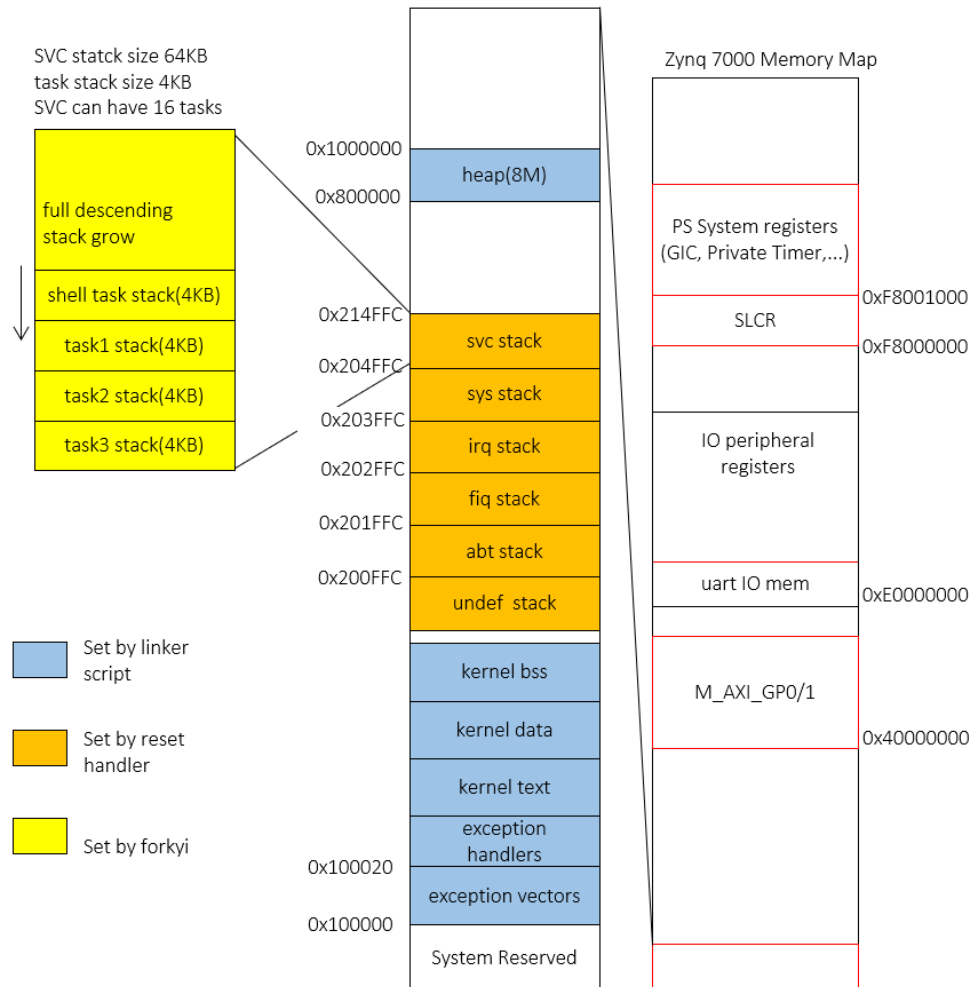 SVC statck size 64KB
task stack size 4KB
SVC can have 16 tasks
full descending
stack grow
shell task stack(4KB)
task1 stack(4KB)
task2 stack(4KB)
task3 stack(4KB)
Set by linker
script
Set by reset
handler
Set by forkyi
0x1000000
heap(8M)
0x800000
0x214FFC
svc stack
0x204FFC
sys stack
0x203FFC
irq stack
0x202FFC
fiq stack
0x201FFC
abt stack
0x200FFC
undef stack
kernel bss
kernel data
kernel text
exception
handlers
0x100020
exception vectors
0x100000
System Reserved
Zynq 7000 Memory Map
PS System registers
(GIC, Private Timer,...)
0xF8001000
SLCR
0xF8000000
IO peripheral
registers
uart IO mem
0xE0000000
M_AXI_GP0/1
0x40000000